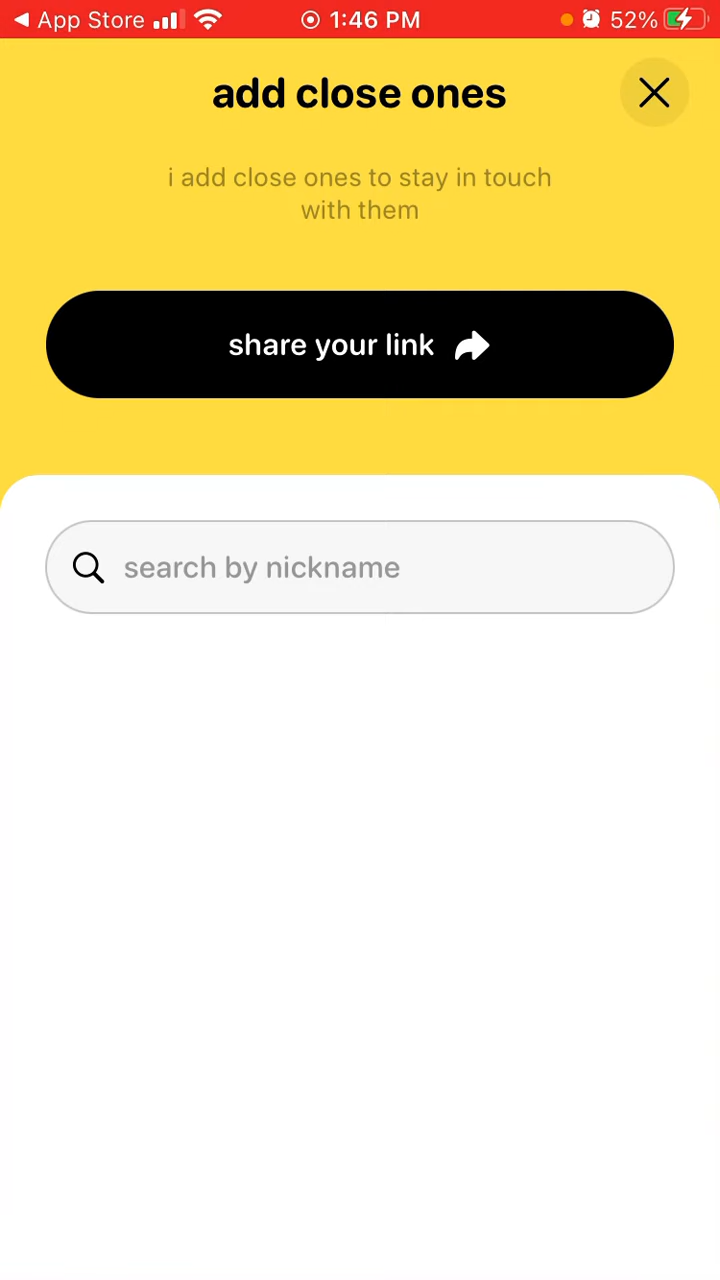 App Store 1:46 PM 52%
add close ones
i add close ones to stay in touch
with them
share your link
search by nickname